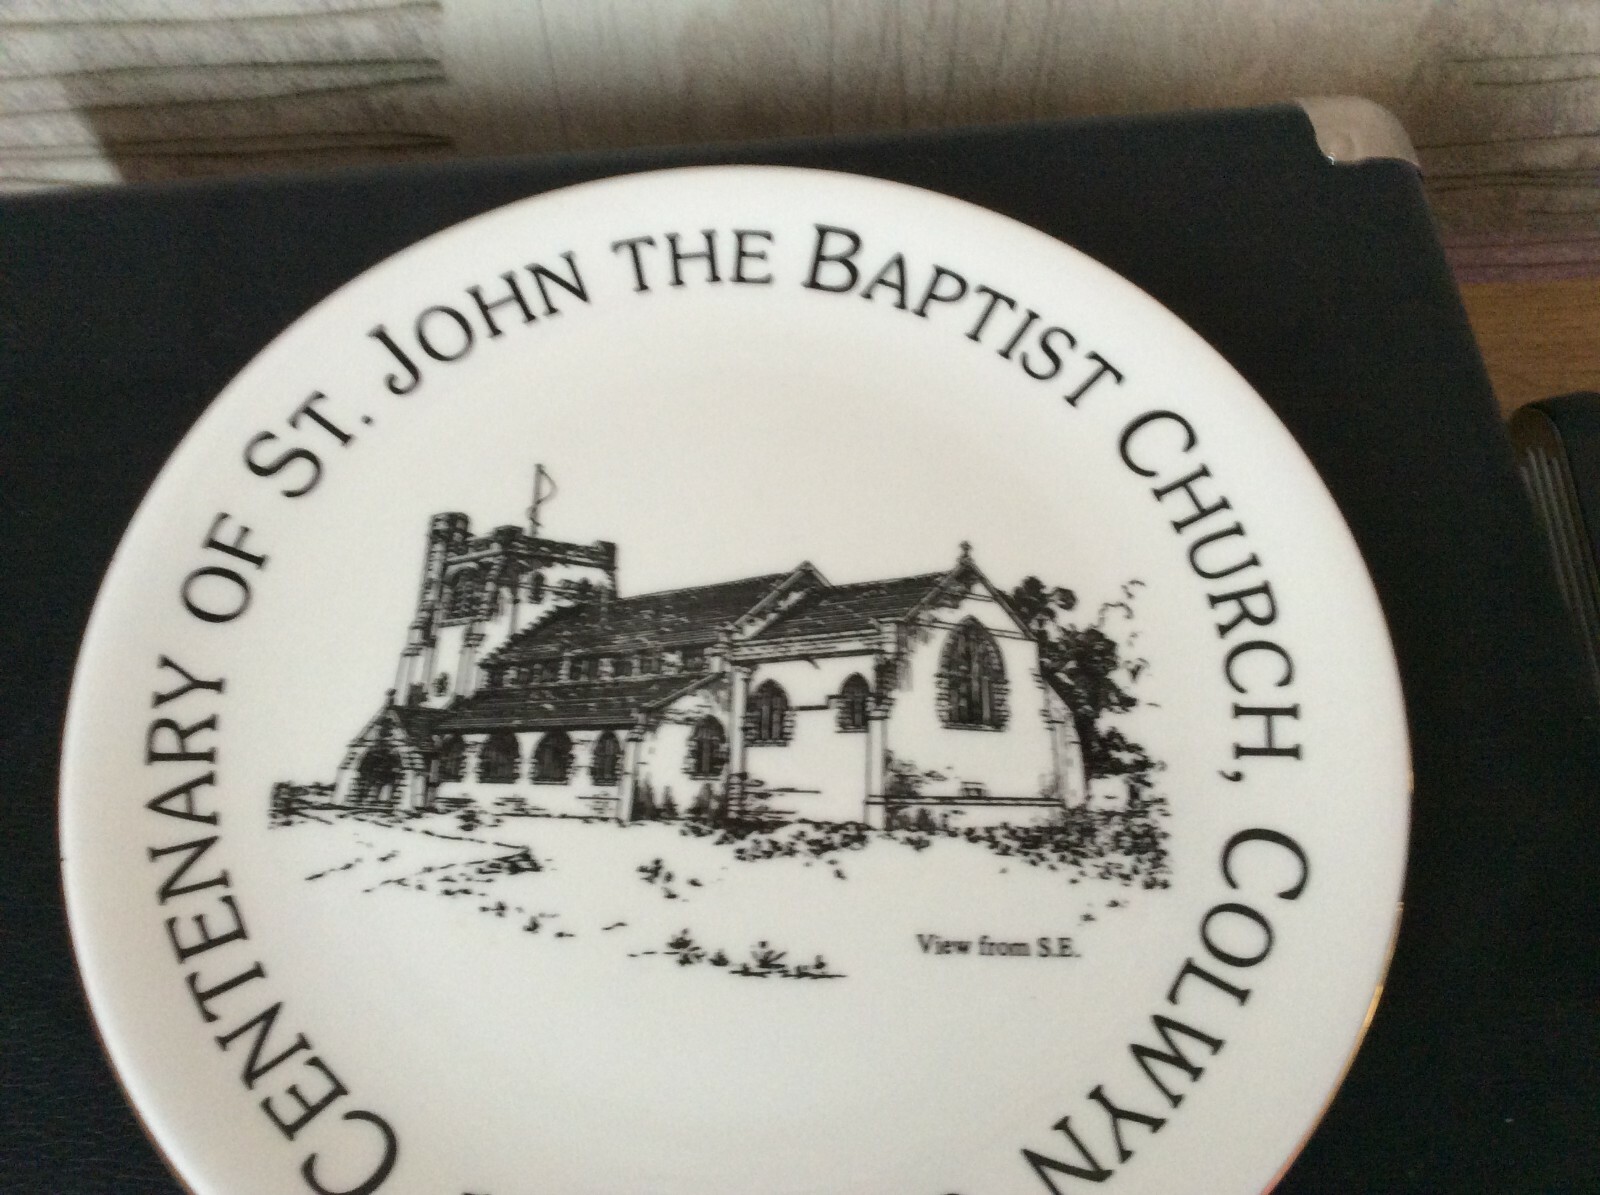 CENTENARY OF ST. JOHN THE BAPTIST CHURCH, COLWYN
View from S.E.